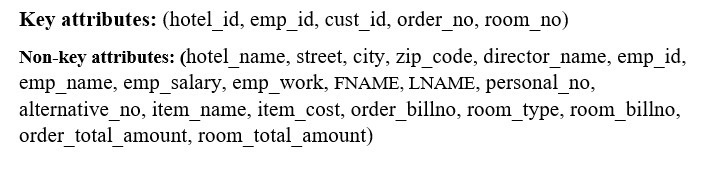 Key attributes: (hotel_id, emp_id, cust_id, order_no, room_no)
Non-key attributes: (hotel_name, street, city, zip_code, director_name, emp_id,
emp_name, emp_salary, emp_work, FNAME, LNAME, personal_no,
alternative_no, item_name, item_cost, order_billno, room_type, room_billno,
order_total_amount, room_total_amount)